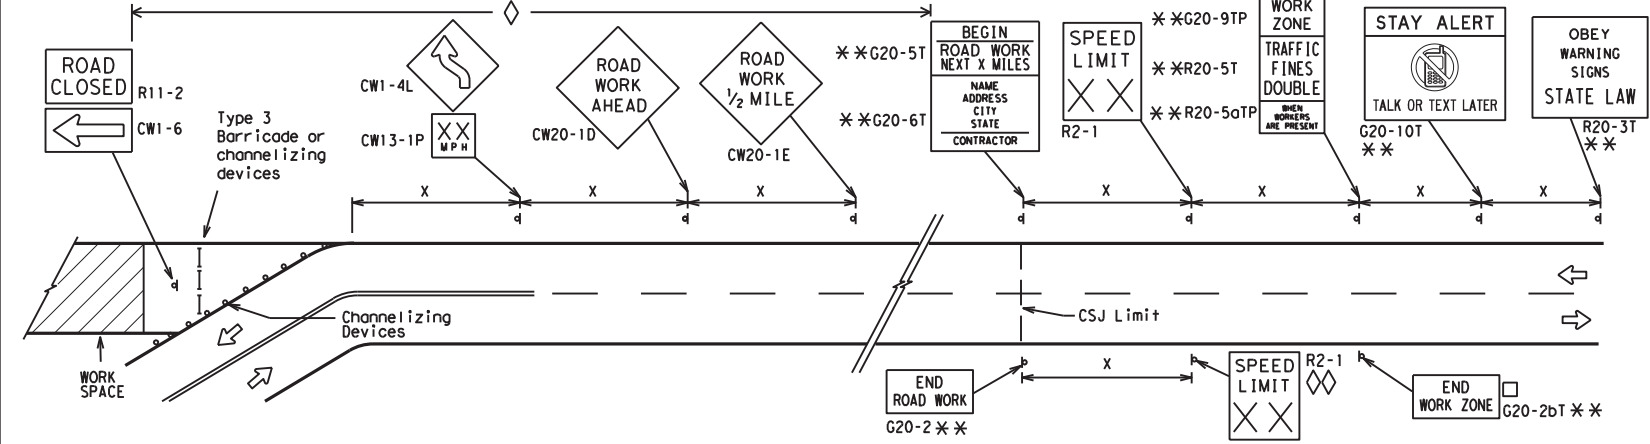 ROAD
CLOSED
R11-2
CW1-6
Type 3
Barricade or
channelizing
devices
CW1-4L
CW13-1P
X X
MPH
ROAD
WORK
AHEAD
CW20-1D
ROAD
WORK
1/2 MILE
CW20-1E
**G20-5T
**G20-6T
BEGIN
ROAD WORK
NEXT X MILES
NAME
ADDRESS
CITY
STATE
CONTRACTOR
SPEED
LIMIT
X X
R2-1
**G20-9TP
**R20-5T
**R20-5aTP
WORK
ZONE
TRAFFIC
FINES
DOUBLE
WHEN
WORKERS
ARE PRESENT
STAY ALERT
TALK OR TEXT LATER
G20-10T
**
OBEY
WARNING
SIGNS
STATE LAW
R20-3T
**
X
X
X
X
X
X
X
Channelizing
Devices
WORK
SPACE
CSJ Limit
X
END
ROAD WORK
G20-2**
SPEED
LIMIT
X X
R2-1
END
WORK ZONE
G20-2bT**